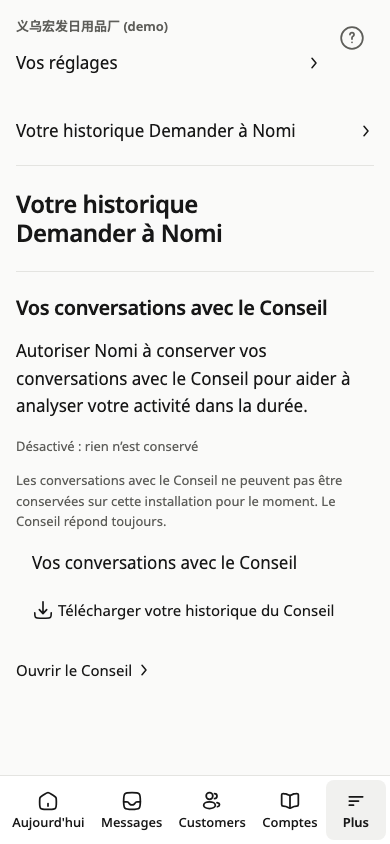 义乌宏发日用品厂 (demo)
Vos réglages
Votre historique Demander à Nomi
Votre historique
Demander à Nomi
Vos conversations avec le Conseil
Autoriser Nomi à conserver vos
conversations avec le Conseil pour aider à
analyser votre activité dans la durée.
Désactivé : rien n’est conservé
Les conversations avec le Conseil ne peuvent pas être
conservées sur cette installation pour le moment. Le
Conseil répond toujours.
Vos conversations avec le Conseil
Télécharger votre historique du Conseil
Ouvrir le Conseil
Aujourd'hui Messages Customers Comptes Plus